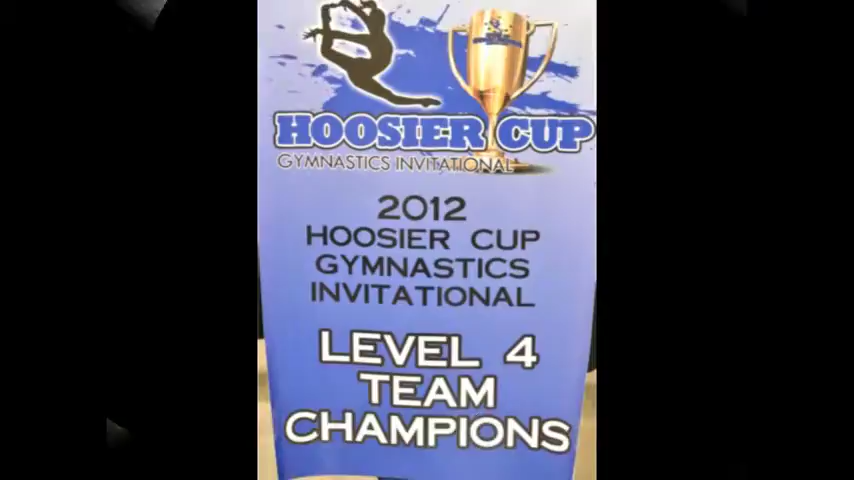 HOOSIER CUP
GYMNASTICS INVITATIONAL
2012
HOOSIER CUP
GYMNASTICS
INVITATIONAL
LEVEL 4
TEAM
CHAMPIONS